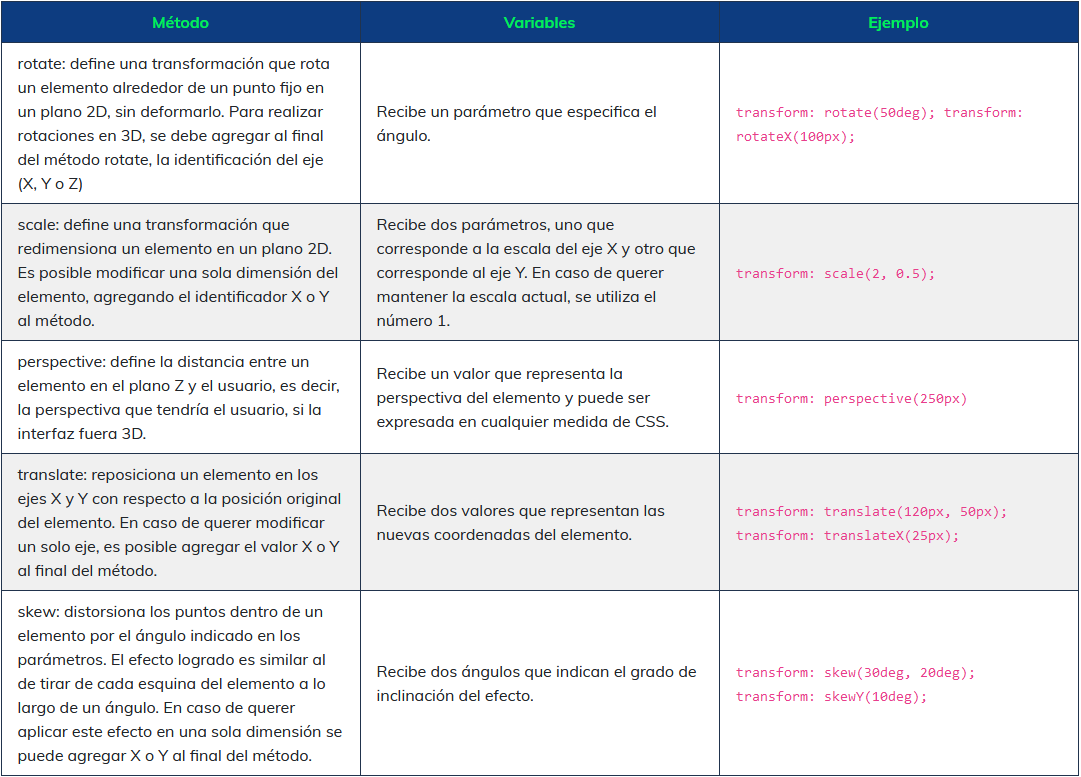 Método
Variables
Ejemplo
rotate: define una transformación que rota
un elemento alrededor de un punto fijo en
un plano 2D, sin deformarlo. Para realizar
rotaciones en 3D, se debe agregar al final
del método rotate, la identificación del eje
(X, Y o Z)
Recibe un parámetro que especifica el
ángulo.
transform: rotate(50deg); transform:
rotateX(100px);
scale: define una transformación que
redimensiona un elemento en un plano 2D.
Es posible modificar una sola dimensión del
elemento, agregando el identificador X o Y
al método.
Recibe dos parámetros, uno que
corresponde a la escala del eje X y otro que
corresponde al eje Y. En caso de querer
mantener la escala actual, se utiliza el
número 1.
transform: scale(2, 0.5);
perspective: define la distancia entre un
elemento en el plano Z y el usuario, es decir,
la perspectiva que tendría el usuario, si la
interfaz fuera 3D.
Recibe un valor que representa la
perspectiva del elemento y puede ser
expresada en cualquier medida de CSS.
transform: perspective(250px)
translate: reposiciona un elemento en los
ejes X y Y con respecto a la posición original
del elemento. En caso de querer modificar
un solo eje, es posible agregar el valor X o Y
al final del método.
Recibe dos valores que representan las
nuevas coordenadas del elemento.
transform: translate(120px, 50px);
transform: translateX(25px);
skew: distorsiona los puntos dentro de un
elemento por el ángulo indicado en los
parámetros. El efecto logrado es similar al
de tirar de cada esquina del elemento a lo
largo de un ángulo. En caso de querer
aplicar este efecto en una sola dimensión se
puede agregar X o Y al final del método.
Recibe dos ángulos que indican el grado de
inclinación del efecto.
transform: skew(30deg, 20deg);
transform: skewY(10deg);